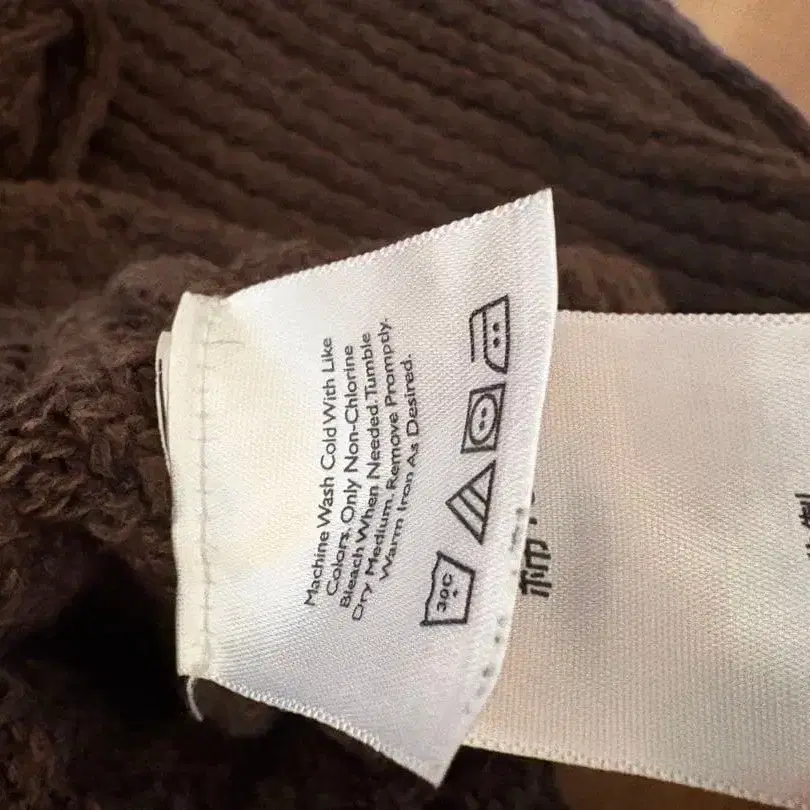 Machine Wash Cold With Like
Colors. Only Non-Chlorine
Bleach When Needed. Tumble
Dry Medium. Remove Promptly.
Warm Iron As Desired.
30C